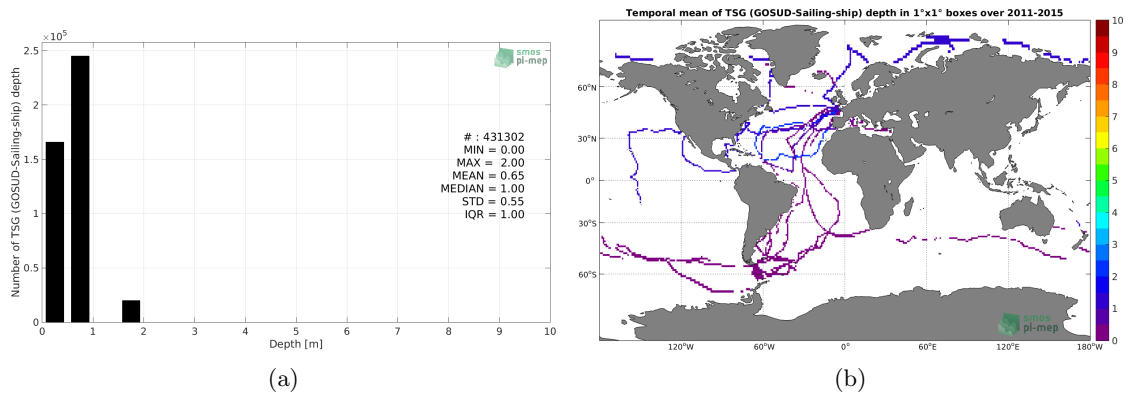 2.5
×10⁵
2
1.5
1
0.5
0
Number of TSG (GOSUD-Sailing-ship) depth
smos
pi-mep
# : 431302
MIN = 0.00
MAX = 2.00
MEAN = 0.65
MEDIAN = 1.00
STD = 0.55
IQR = 1.00
0 1 2 3 4 5 6 7 8 9 10
Depth [m]
(a)
Temporal mean of TSG (GOSUD-Sailing-ship) depth in 1°x1° boxes over 2011-2015
60°N
30°N
0°
30°S
60°S
120°W 60°W 0° 60°E 120°E 180°W
smos
pi-mep
10
9
8
7
6
5
4
3
2
1
0
(b)